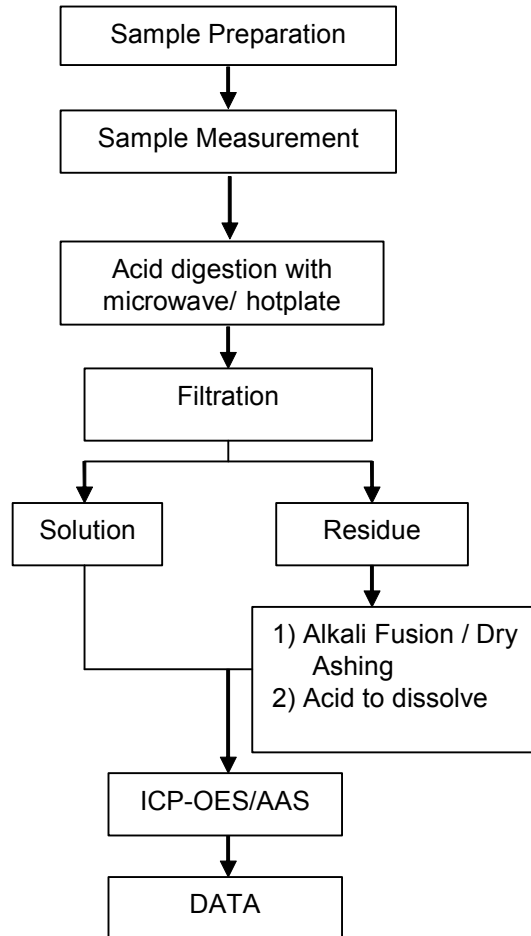 Sample Preparation
Sample Measurement
Acid digestion with
microwave/ hotplate
Filtration
Solution
Residue
1) Alkali Fusion / Dry
Ashing
2) Acid to dissolve
ICP-OES/AAS
DATA